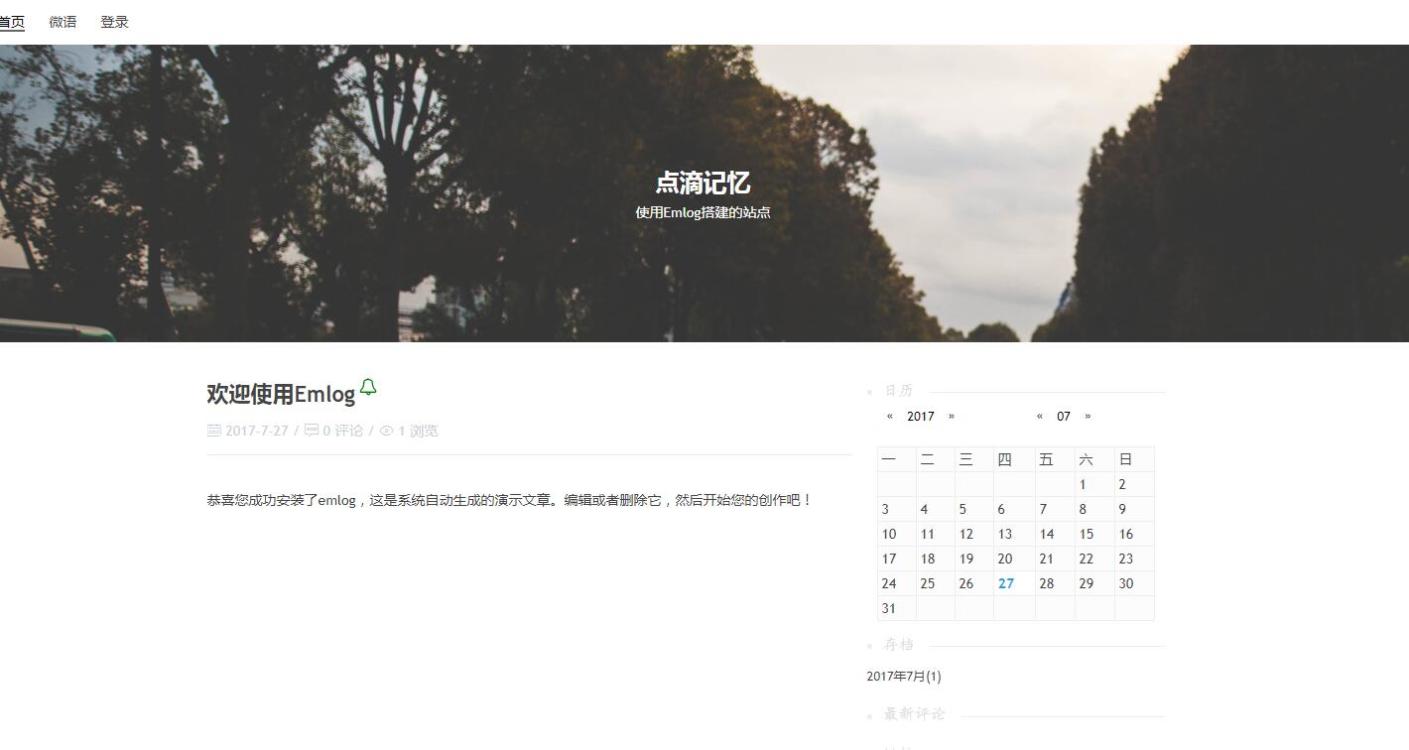 首页 微语 登录
点滴记忆
使用Emlog搭建的站点
欢迎使用Emlog
2017-7-27 / 0 评论 / 1 浏览
恭喜您成功安装了emlog，这是系统自动生成的演示文章。编辑或者删除它，然后开始您的创作吧！
日历
« 2017 » « 07 »
一 二 三 四 五 六 日
1 2
3 4 5 6 7 8 9
10 11 12 13 14 15 16
17 18 19 20 21 22 23
24 25 26 27 28 29 30
31
存档
2017年7月(1)
最新评论